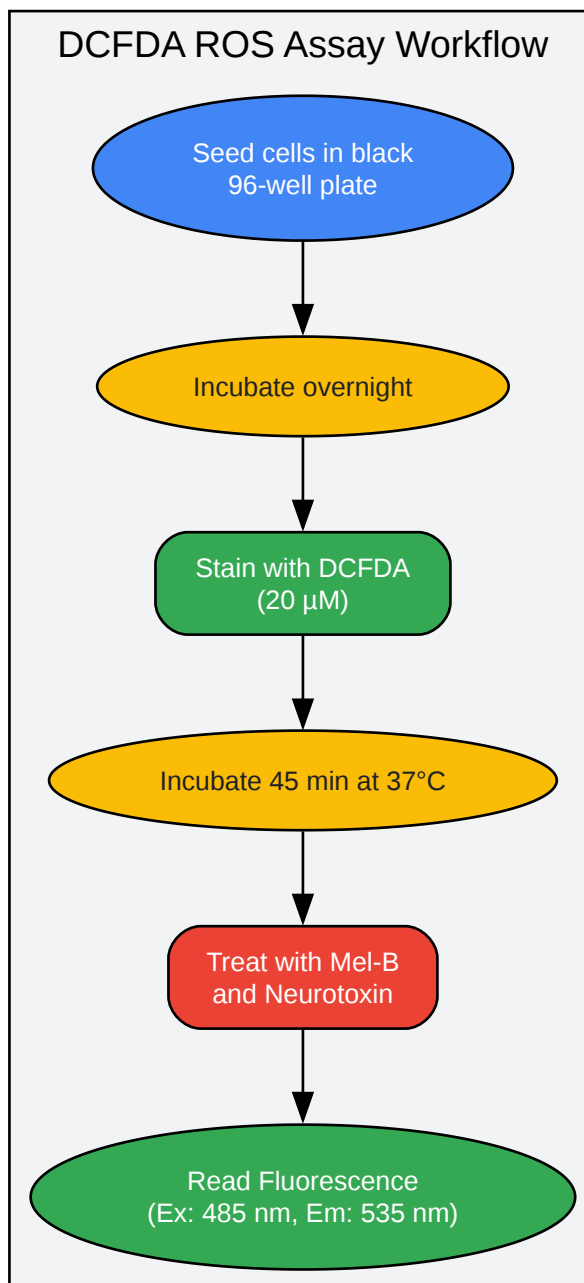 DCFDA ROS Assay Workflow
Seed cells in black
96-well plate
Incubate overnight
Stain with DCFDA
(20 µM)
Incubate 45 min at 37°C
Treat with Mel-B
and Neurotoxin
Read Fluorescence
(Ex: 485 nm, Em: 535 nm)